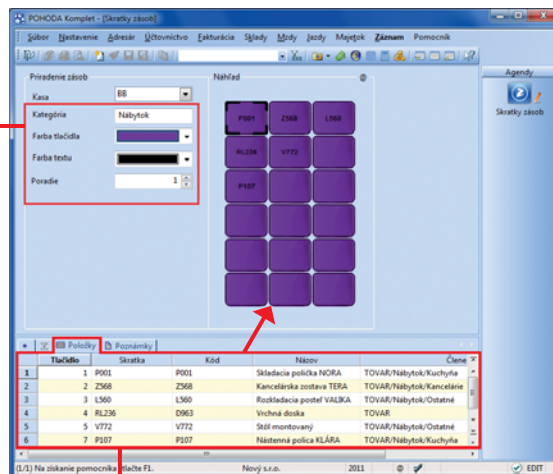 POHODA Komplet - [Skratky zásob]
Súbor Nastavenie Adresár Účtovníctvo Fakturácia Sklady Mzdy Jazdy Majetok Záznam Pomocník
Priradenie zásob
Kasa BB
Kategória Nábytok
Farba tlačidla
Farba textu
Poradie 1
Náhľad
P001 Z568 L560
RL236 V772
P107
Agendy
Skratky zásob
Položky Poznámky
Tlačidlo Skratka Kód Názov Člene
1 1 P001 P001 Skladacia polička NORA TOVAR/Nábytok/Kuchyňa
2 2 Z568 Z568 Kancelárska zostava TERA TOVAR/Nábytok/Kancelárie
3 3 L560 L560 Rozkladacia posteľ VALIKA TOVAR/Nábytok/Ostatné
4 4 RL236 D963 Vrchná doska TOVAR
5 5 V772 V772 Stôl montovaný TOVAR/Nábytok/Ostatné
6 7 P107 P107 Nástenná polica KLÁRA TOVAR/Nábytok/Kuchyňa
(1/1) Na získanie pomocníka tlačte F1. Nový s.r.o. 2011 @ EDIT